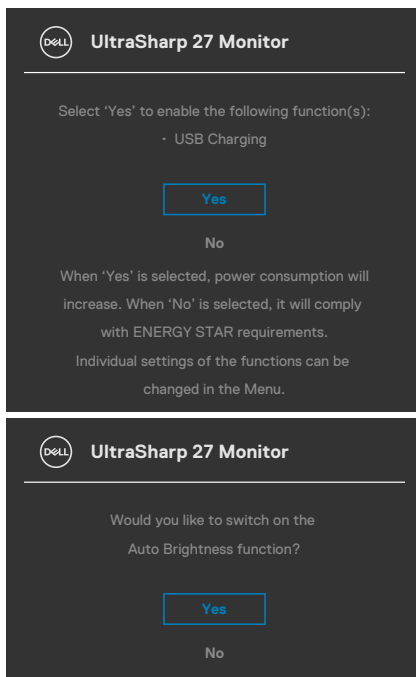 DELL UltraSharp 27 Monitor
Select ‘Yes’ to enable the following function(s):
· USB Charging
Yes
No
When ‘Yes’ is selected, power consumption will
increase. When ‘No’ is selected, it will comply
with ENERGY STAR requirements.
Individual settings of the functions can be
changed in the Menu.
DELL UltraSharp 27 Monitor
Would you like to switch on the
Auto Brightness function?
Yes
No